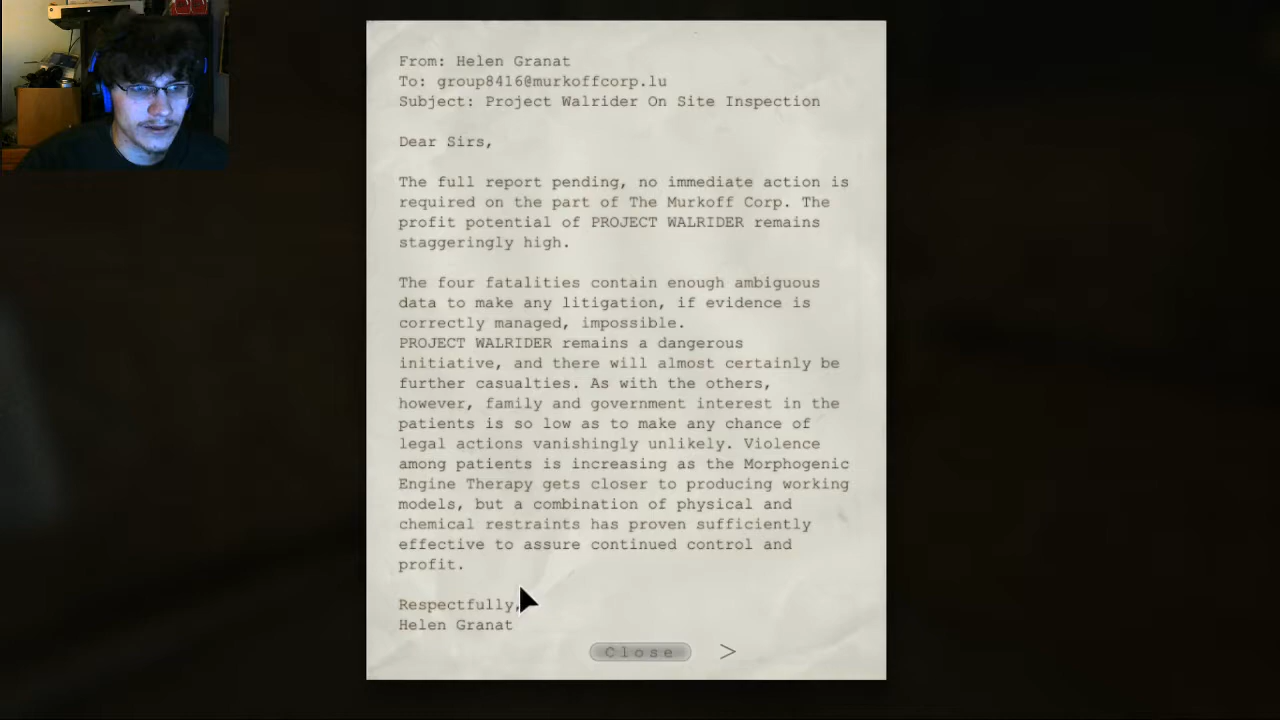 From: Helen Granat
To: group8416@murkoffcorp.lu
Subject: Project Walrider On Site Inspection
Dear Sirs,
The full report pending, no immediate action is
required on the part of The Murkoff Corp. The
profit potential of PROJECT WALRIDER remains
staggeringly high.
The four fatalities contain enough ambiguous
data to make any litigation, if evidence is
correctly managed, impossible.
PROJECT WALRIDER remains a dangerous
initiative, and there will almost certainly be
further casualties. As with the others,
however, family and government interest in the
patients is so low as to make any chance of
legal actions vanishingly unlikely. Violence
among patients is increasing as the Morphogenic
Engine Therapy gets closer to producing working
models, but a combination of physical and
chemical restraints has proven sufficiently
effective to assure continued control and
profit.
Respectfully,
Helen Granat
Close >